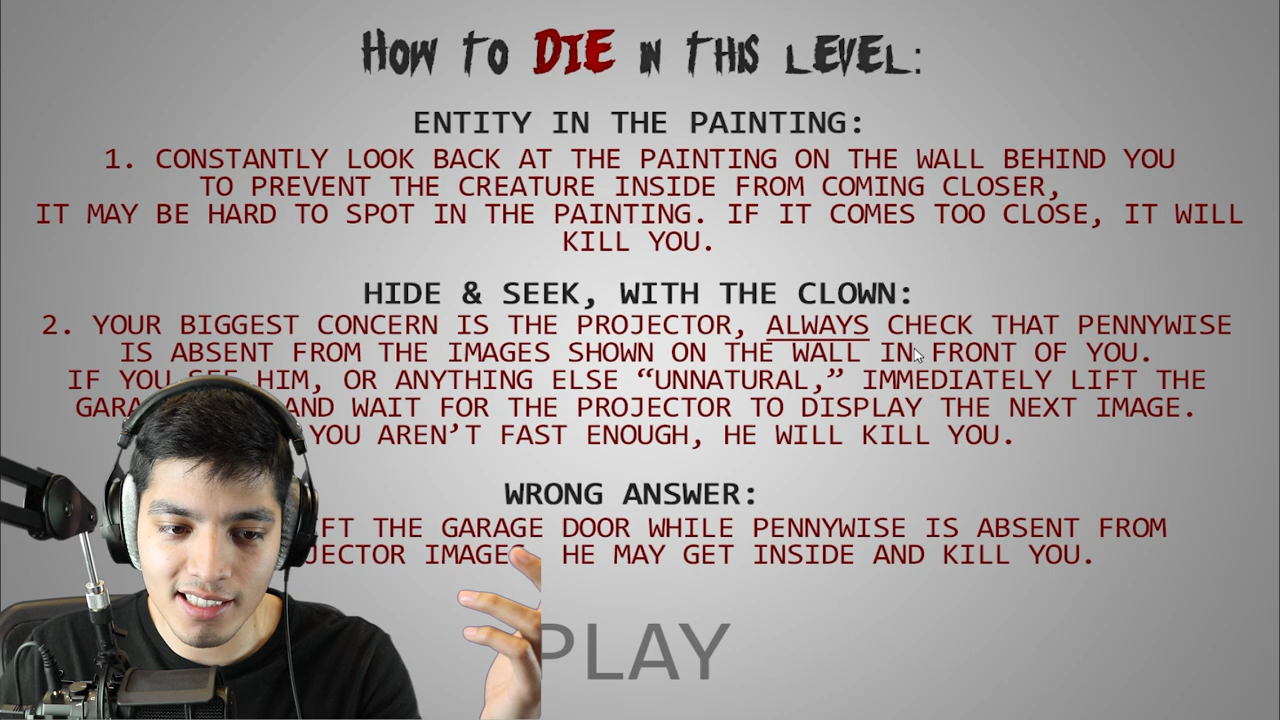 HOW TO DIE IN THIS LEVEL:
ENTITY IN THE PAINTING:
1. CONSTANTLY LOOK BACK AT THE PAINTING ON THE WALL BEHIND YOU
TO PREVENT THE CREATURE INSIDE FROM COMING CLOSER,
IT MAY BE HARD TO SPOT IN THE PAINTING. IF IT COMES TOO CLOSE, IT WILL
KILL YOU.
HIDE & SEEK, WITH THE CLOWN:
2. YOUR BIGGEST CONCERN IS THE PROJECTOR, ALWAYS CHECK THAT PENNYWISE
IS ABSENT FROM THE IMAGES SHOWN ON THE WALL IN FRONT OF YOU.
IF YOU SEE HIM, OR ANYTHING ELSE “UNNATURAL,” IMMEDIATELY LIFT THE
AND WAIT FOR THE PROJECTOR TO DISPLAY THE NEXT IMAGE.
YOU AREN’T FAST ENOUGH, HE WILL KILL YOU.
WRONG ANSWER:
THE GARAGE DOOR WHILE PENNYWISE IS ABSENT FROM
IMAGES, HE MAY GET INSIDE AND KILL YOU.
PLAY